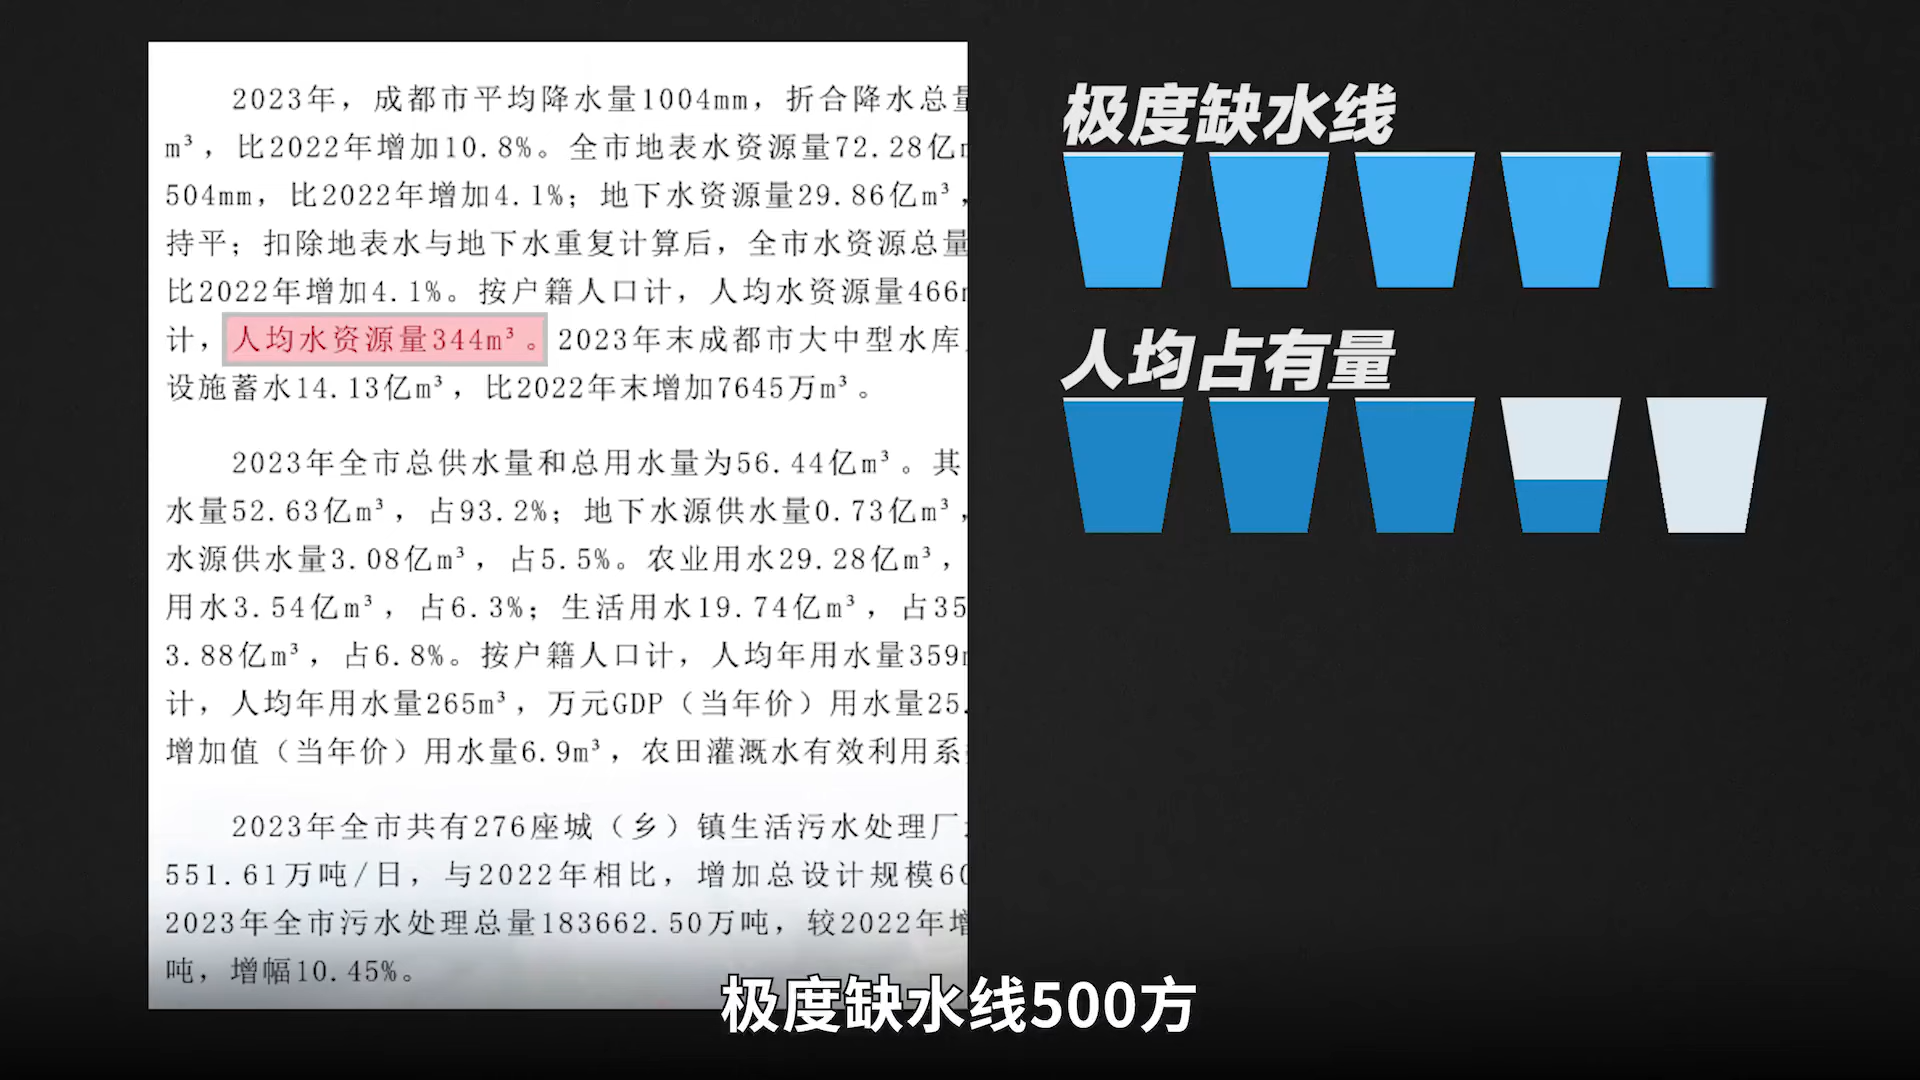 2023年，成都市平均降水量1004mm，折合降水总量
m³，比2022年增加10.8%。全市地表水资源量72.28亿
504mm，比2022年增加4.1%；地下水资源量29.86亿m³，
持平；扣除地表水与地下水重复计算后，全市水资源总量
比2022年增加4.1%。按户籍人口计，人均水资源量466
计，人均水资源量344m³。2023年末成都市大中型水库
设施蓄水14.13亿m³，比2022年末增加7645万m³。
2023年全市总供水量和总用水量为56.44亿m³。其
水量52.63亿m³，占93.2%；地下水源供水量0.73亿m³，
水源供水量3.08亿m³，占5.5%。农业用水29.28亿m³，
用水3.54亿m³，占6.3%；生活用水19.74亿m³，占35
3.88亿m³，占6.8%。按户籍人口计，人均年用水量359
计，人均年用水量265m³，万元GDP（当年价）用水量25.
增加值（当年价）用水量6.9m³，农田灌溉水有效利用系
2023年全市共有276座城（乡）镇生活污水处理厂
551.61万吨/日，与2022年相比，增加总设计规模60
2023年全市污水处理总量183662.50万吨，较2022年增
吨，增幅10.45%。
极度缺水线
人均占有量
极度缺水线500方